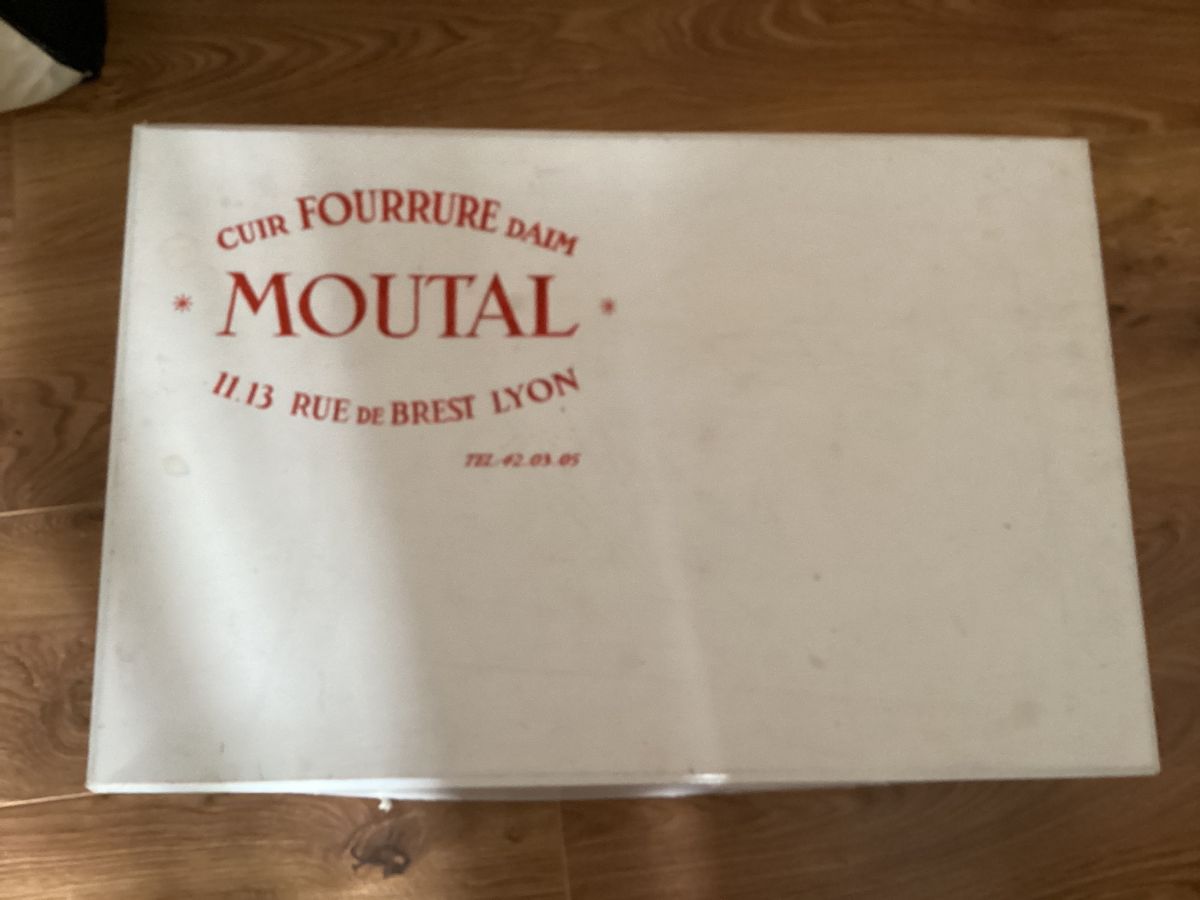 CUIR FOURRURE DAIM
* MOUTAL *
11.13 RUE DE BREST LYON
TEL. 42.03.05